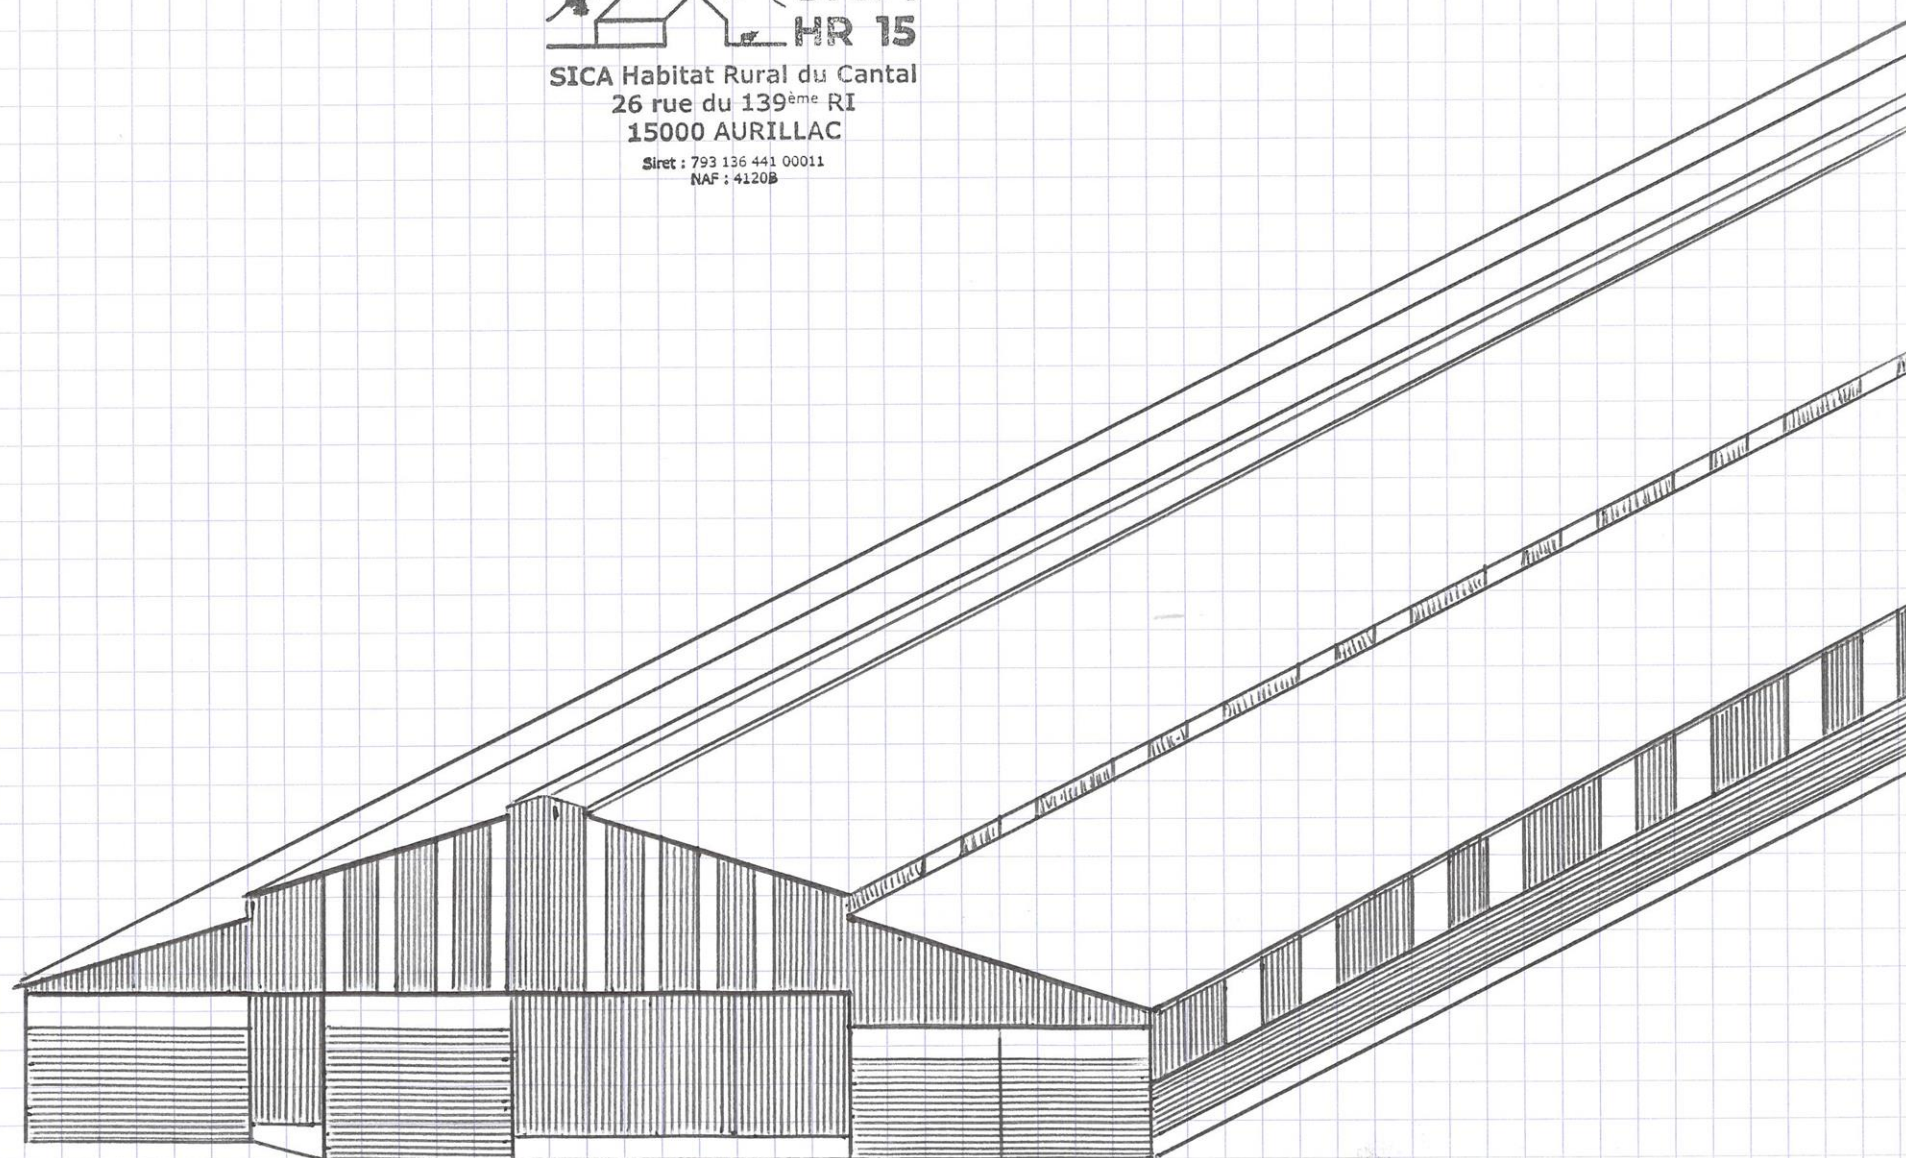 HR 15
SICA Habitat Rural du Cantal
26 rue du 139ème RI
15000 AURILLAC
Siret : 793 136 441 00011
NAF : 4120B